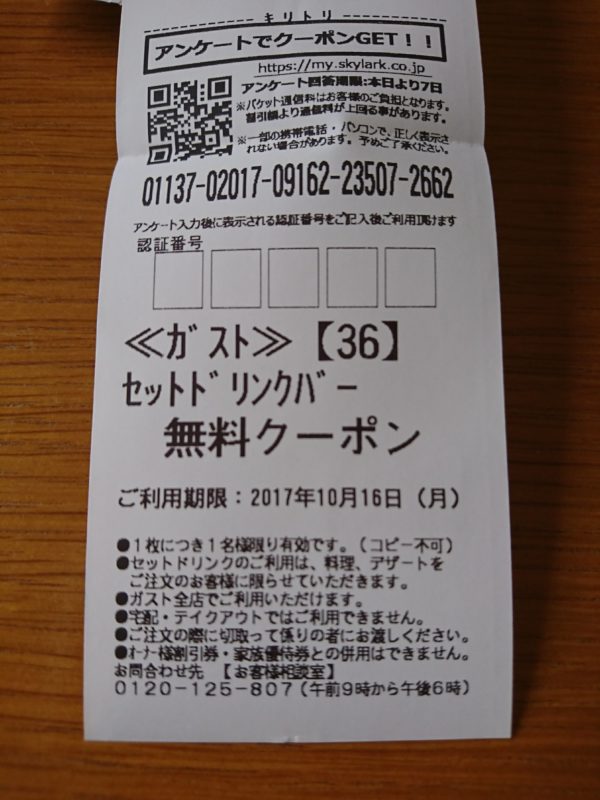 キリトリ
アンケートでクーポンGET！！
https://my.skylark.co.jp
アンケート回答期限:本日より7日
※パケット通信料はお客様のご負担となります。
割引額より通信料が上回る事があります。
※一部の携帯電話・パソコンで、正しく表示さ
れない場合があります。予めご了承ください。
01137-02017-09162-23507-2662
アンケート入力後に表示される認証番号をご記入後ご利用頂けます
認証番号
≪ガスト≫【36】
セットドリンクバー
無料クーポン
ご利用期限：2017年10月16日（月）
●１枚につき１名様限り有効です。（コピー不可）
●セットドリンクのご利用は、料理、デザートを
ご注文のお客様に限らせていただきます。
●ガスト全店でご利用いただけます。
●宅配・テイクアウトではご利用できません。
●ご注文の際に切取って係りの者にお渡しください。
●オーナー様割引券・家族優待券との併用はできません。
お問合わせ先 【お客様相談室】
０１２０－１２５－８０７（午前９時から午後６時）